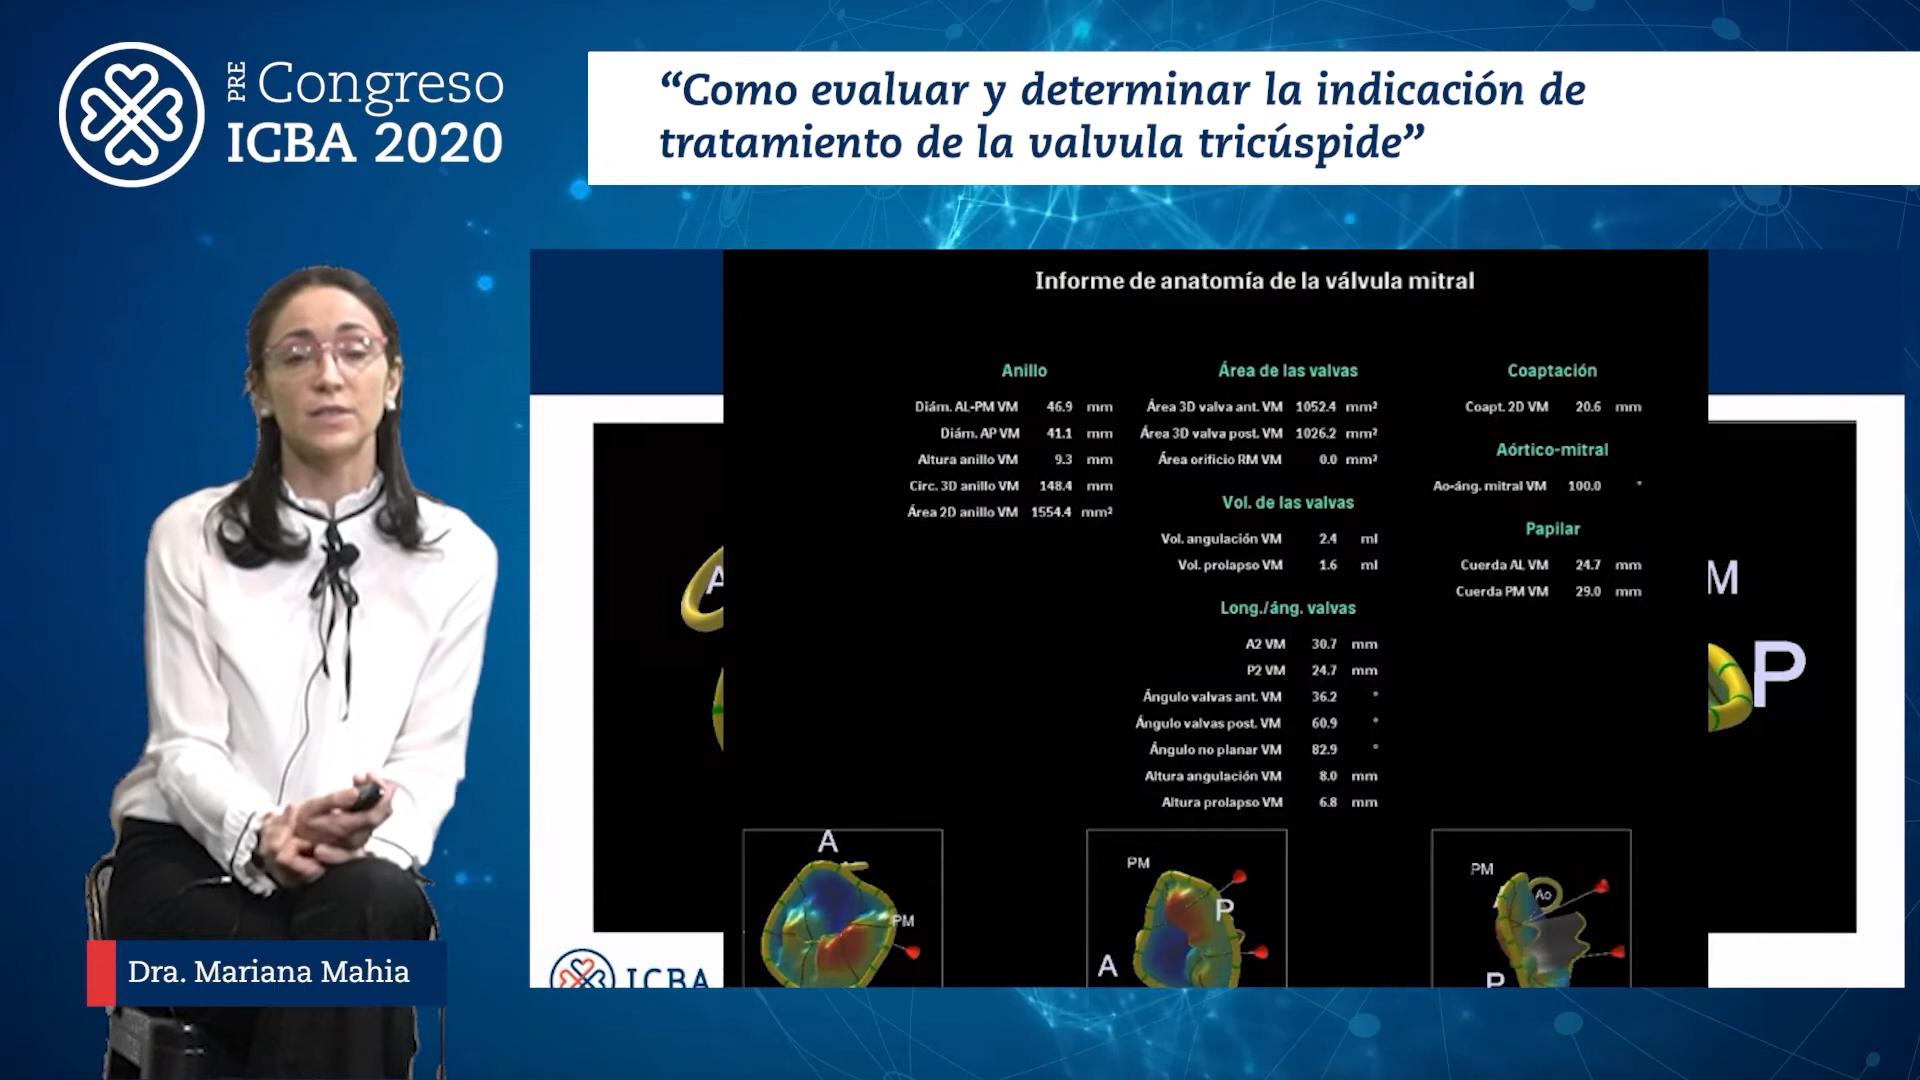 PRE Congreso
ICBA 2020
“Como evaluar y determinar la indicación de
tratamiento de la valvula tricúspide”
Informe de anatomía de la válvula mitral
Anillo
Diám. AL-PM VM 46.9 mm
Diám. AP VM 41.1 mm
Altura anillo VM 9.3 mm
Circ. 3D anillo VM 148.4 mm
Área 2D anillo VM 1554.4 mm²
Área de las valvas
Área 3D valva ant. VM 1052.4 mm²
Área 3D valva post. VM 1026.2 mm²
Área orificio RM VM 0.0 mm²
Vol. de las valvas
Vol. angulación VM 2.4 ml
Vol. prolapso VM 1.6 ml
Long./áng. valvas
A2 VM 30.7 mm
P2 VM 24.7 mm
Ángulo valvas ant. VM 36.2 °
Ángulo valvas post. VM 60.9 °
Ángulo no planar VM 82.9 °
Altura angulación VM 8.0 mm
Altura prolapso VM 6.8 mm
Coaptación
Coapt. 2D VM 20.6 mm
Aórtico-mitral
Ao-áng. mitral VM 100.0 °
Papilar
Cuerda AL VM 24.7 mm
Cuerda PM VM 29.0 mm
A
M
P
A
PM
PM
P
A
PM
Ao
P
ICBA
Dra. Mariana Mahia